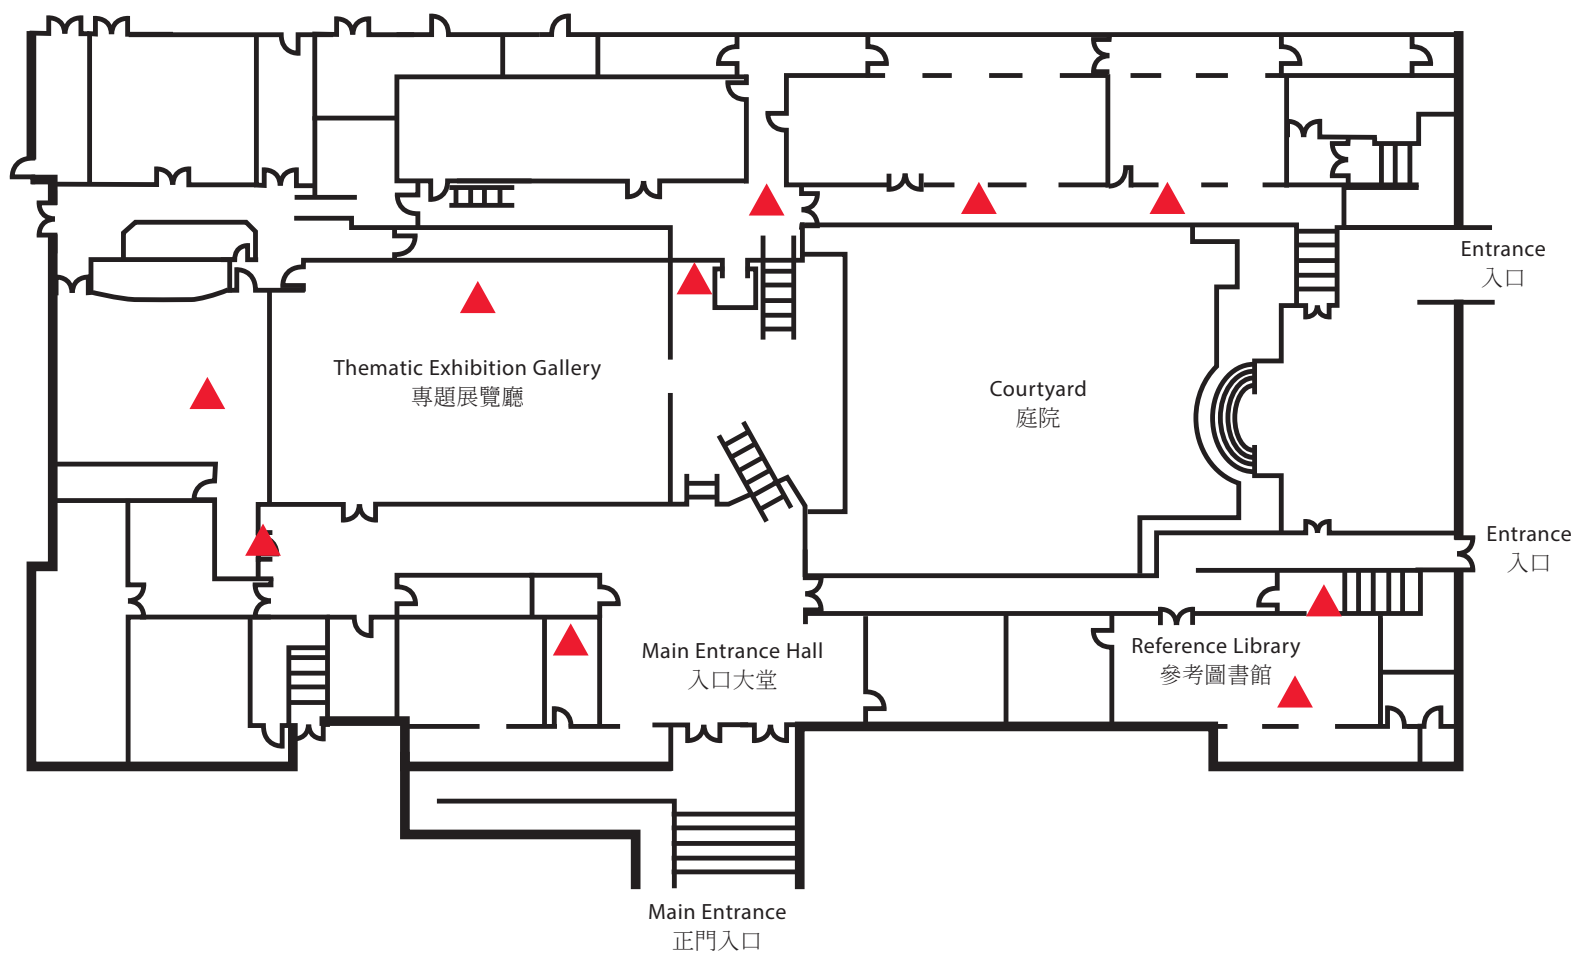 Entrance
入口
Thematic Exhibition Gallery
專題展覽廳
Courtyard
庭院
Entrance
入口
Main Entrance Hall
入口大堂
Reference Library
參考圖書館
Main Entrance
正門入口